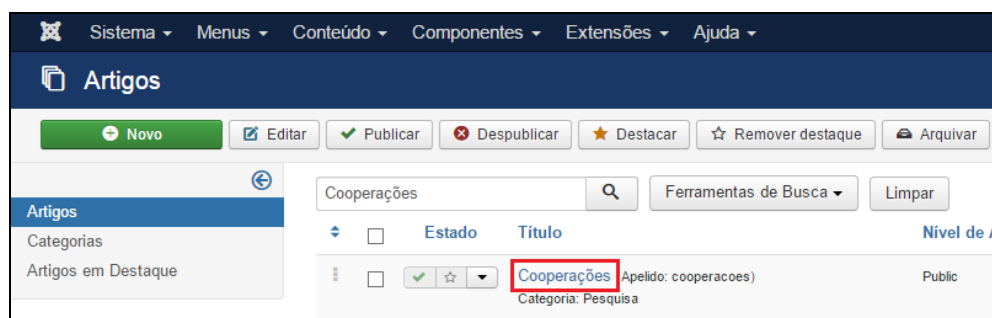 Sistema Menus Conteúdo Componentes Extensões Ajuda
Artigos
Novo Editar Publicar Despublicar Destacar Remover destaque Arquivar
Cooperações Ferramentas de Busca Limpar
Artigos
Categorias
Artigos em Destaque
Estado Título Nível de
Cooperações Apelido: cooperacoes) Public
Categoria: Pesquisa